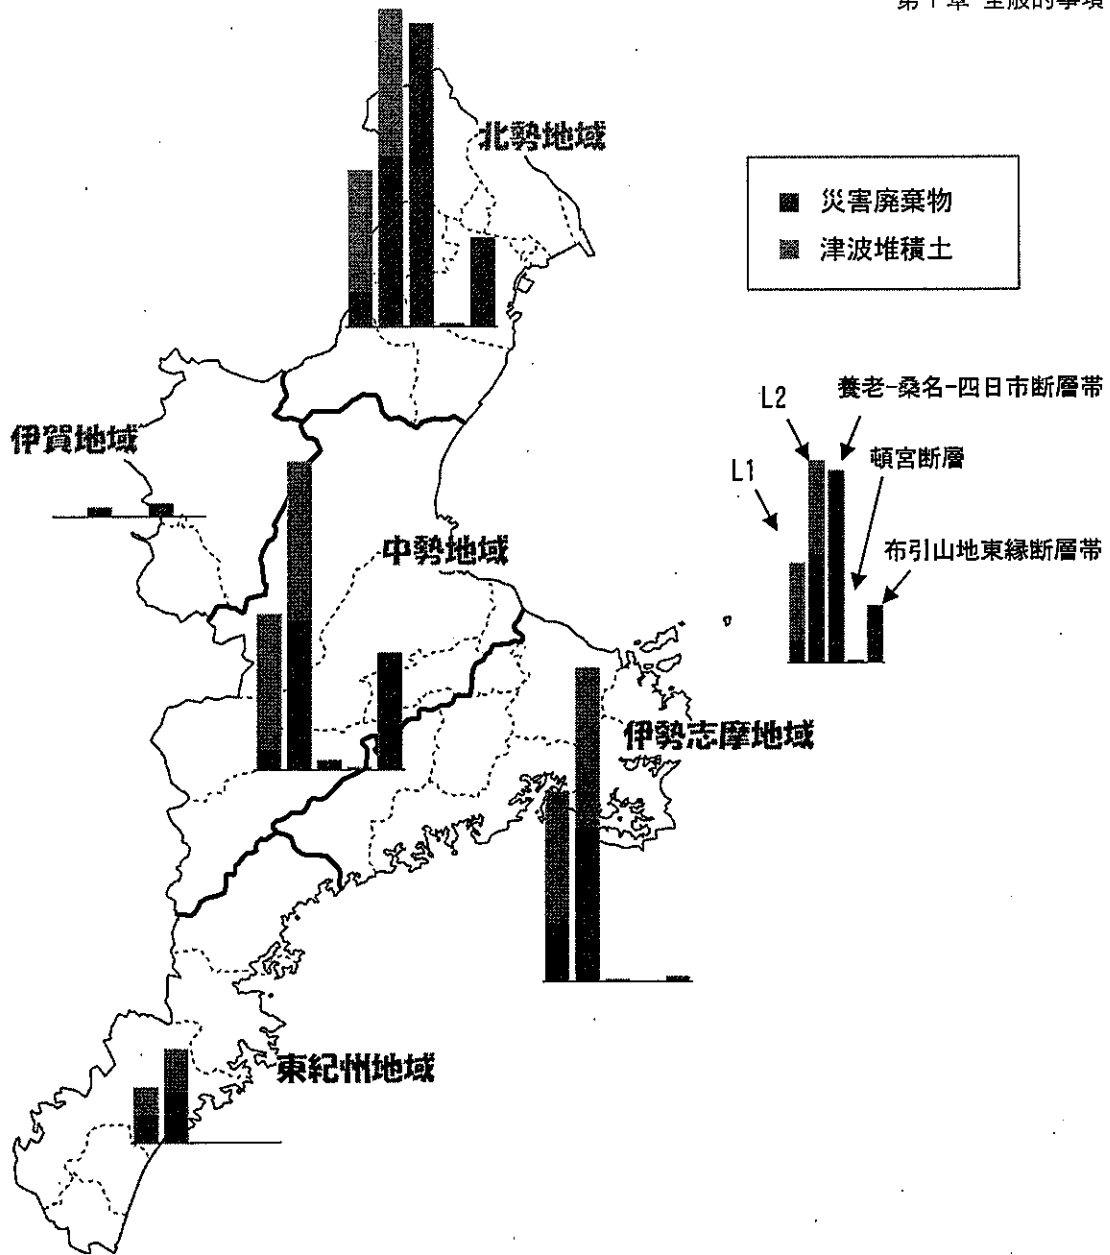 第1章 全般的事項
北勢地域
■ 災害廃棄物
■ 津波堆積土
養老-桑名-四日市断層帯
L2
頓宮断層
L1
布引山地東縁断層帯
伊賀地域
中勢地域
伊勢志摩地域
東紀州地域